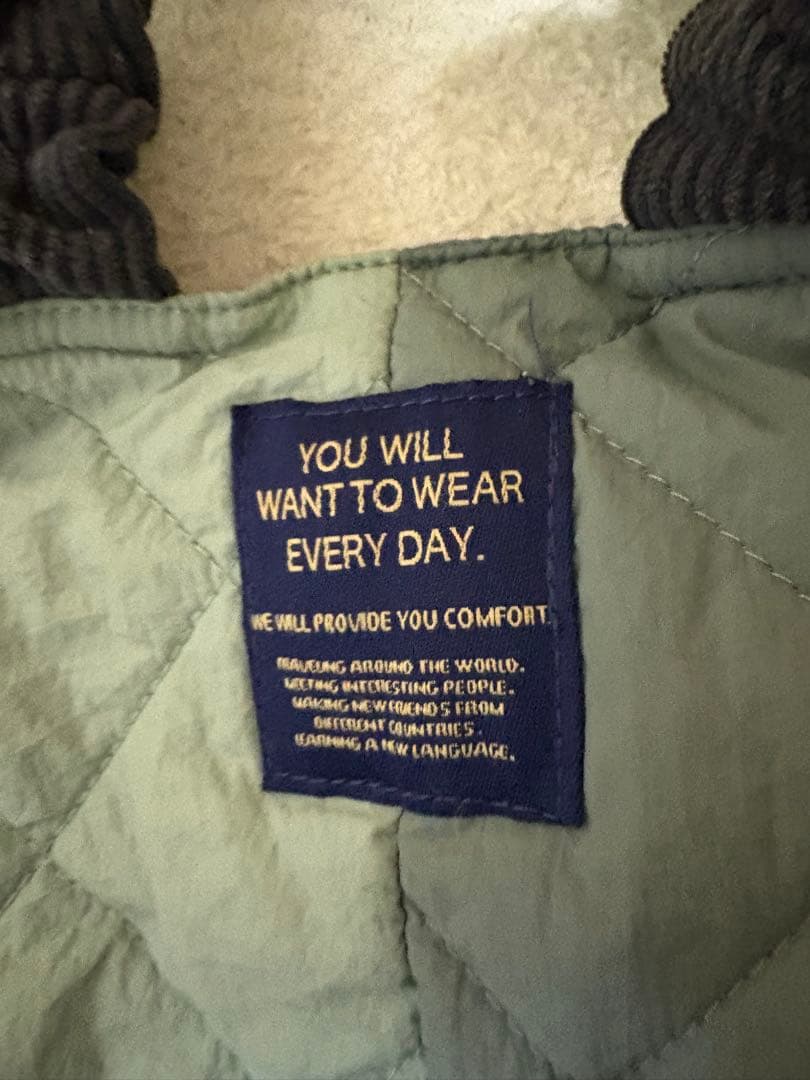 YOU WILL
WANT TO WEAR
EVERY DAY.
WE WILL PROVIDE YOU COMFORT.
TRAVELING AROUND THE WORLD.
MEETING INTERESTING PEOPLE.
MAKING NEW FRIENDS FROM
DIFFERENT COUNTRIES.
LEARNING A NEW LANGUAGE.